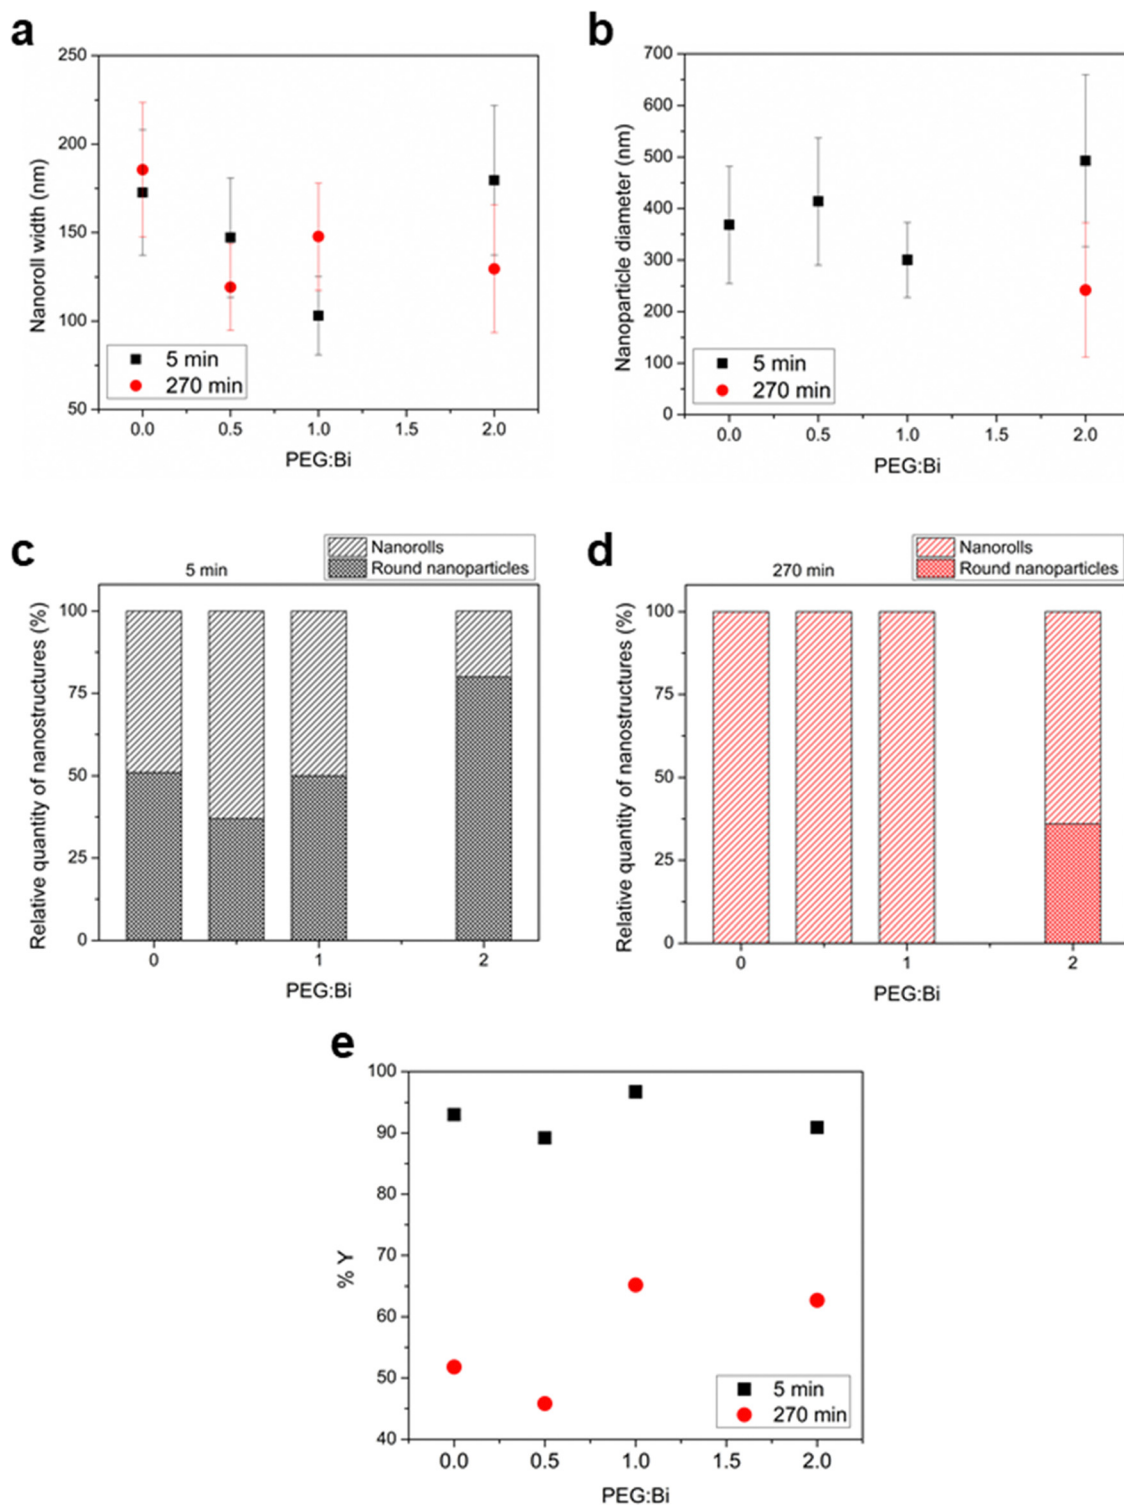 a
250
200
150
100
50
Nanoroll width (nm)
5 min
270 min
0.0 0.5 1.0 1.5 2.0
PEG:Bi
b
700
600
500
400
300
200
100
0
Nanoparticle diameter (nm)
5 min
270 min
0.0 0.5 1.0 1.5 2.0
PEG:Bi
c
5 min
Nanorolls
Round nanoparticles
100
75
50
25
0
Relative quantity of nanostructures (%)
0 1 2
PEG:Bi
d
270 min
Nanorolls
Round nanoparticles
100
75
50
25
0
Relative quantity of nanostructures (%)
0 1 2
PEG:Bi
e
100
90
80
70
60
50
40
% Y
5 min
270 min
0.0 0.5 1.0 1.5 2.0
PEG:Bi